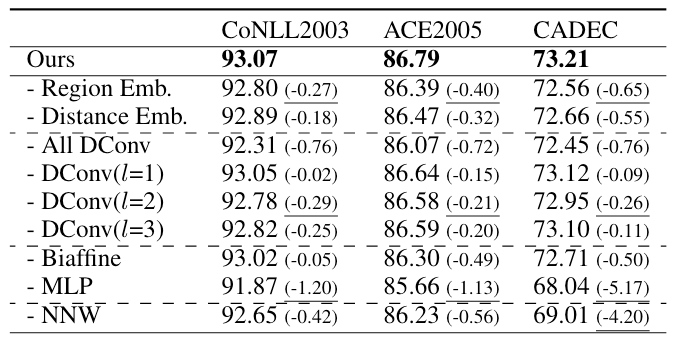 CoNLL2003 ACE2005 CADEC
Ours 93.07 86.79 73.21
- Region Emb. 92.80 (-0.27) 86.39 (-0.40) 72.56 (-0.65)
- Distance Emb. 92.89 (-0.18) 86.47 (-0.32) 72.66 (-0.55)
- All DConv 92.31 (-0.76) 86.07 (-0.72) 72.45 (-0.76)
- DConv(l=1) 93.05 (-0.02) 86.64 (-0.15) 73.12 (-0.09)
- DConv(l=2) 92.78 (-0.29) 86.58 (-0.21) 72.95 (-0.26)
- DConv(l=3) 92.82 (-0.25) 86.59 (-0.20) 73.10 (-0.11)
- Biaffine 93.02 (-0.05) 86.30 (-0.49) 72.71 (-0.50)
- MLP 91.87 (-1.20) 85.66 (-1.13) 68.04 (-5.17)
- NNW 92.65 (-0.42) 86.23 (-0.56) 69.01 (-4.20)